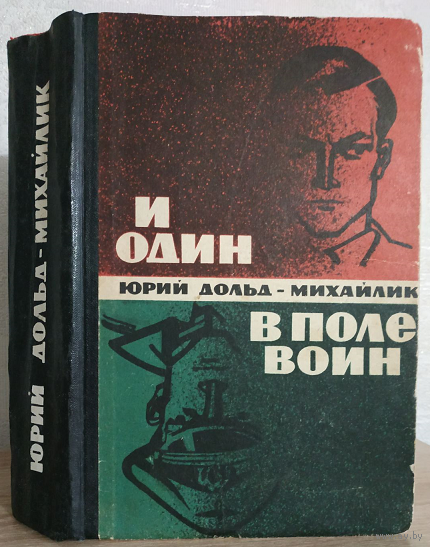 ЮРИЙ ДОЛЬД-МИХАЙЛИК
И
ОДИН
ЮРИЙ ДОЛЬД-МИХАЙЛИК
В ПОЛЕ
ВОИН